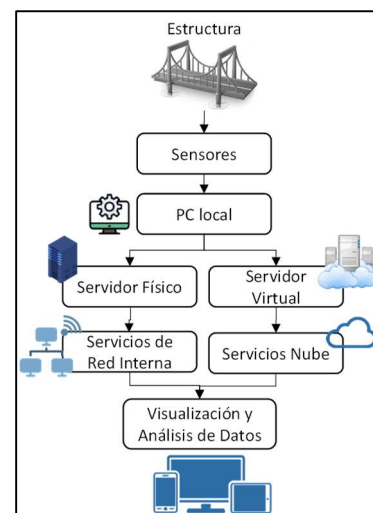 Estructura
Sensores
PC local
Servidor Físico
Servidor
Virtual
Servicios de
Red Interna
Servicios Nube
Visualización y
Análisis de Datos